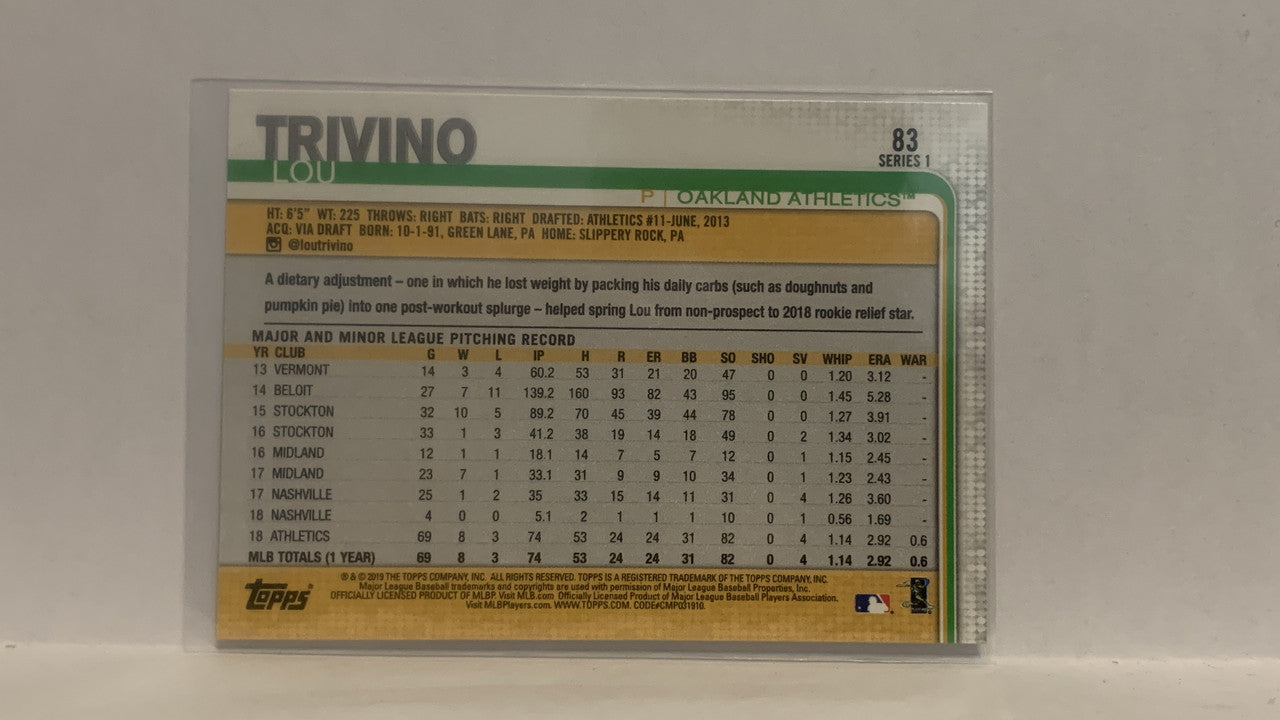 TRIVINO
LOU
83
SERIES 1
P | OAKLAND ATHLETICS™
HT: 6'5" WT: 225 THROWS: RIGHT BATS: RIGHT DRAFTED: ATHLETICS #11-JUNE, 2013
ACQ: VIA DRAFT BORN: 10-1-91, GREEN LANE, PA HOME: SLIPPERY ROCK, PA
@loutrivino
A dietary adjustment – one in which he lost weight by packing his daily carbs (such as doughnuts and
pumpkin pie) into one post-workout splurge – helped spring Lou from non-prospect to 2018 rookie relief star.
MAJOR AND MINOR LEAGUE PITCHING RECORD
YR CLUB G W L IP H R ER BB SO SHO SV WHIP ERA WAR
13 VERMONT 14 3 4 60.2 53 31 21 20 47 0 0 1.20 3.12 -
14 BELOIT 27 7 11 139.2 160 93 82 43 95 0 0 1.45 5.28 -
15 STOCKTON 32 10 5 89.2 70 45 39 44 78 0 0 1.27 3.91 -
16 STOCKTON 33 1 3 41.2 38 19 14 18 49 0 2 1.34 3.02 -
16 MIDLAND 12 1 1 18.1 14 7 5 7 12 0 1 1.15 2.45 -
17 MIDLAND 23 7 1 33.1 31 9 9 10 34 0 1 1.23 2.43 -
17 NASHVILLE 25 1 2 35 33 15 14 11 31 0 4 1.26 3.60 -
18 NASHVILLE 4 0 0 5.1 2 1 1 1 10 0 1 0.56 1.69 -
18 ATHLETICS 69 8 3 74 53 24 24 31 82 0 4 1.14 2.92 0.6
MLB TOTALS (1 YEAR) 69 8 3 74 53 24 24 31 82 0 4 1.14 2.92 0.6
Topps®
® & © 2019 THE TOPPS COMPANY, INC. ALL RIGHTS RESERVED. TOPPS IS A REGISTERED TRADEMARK OF THE TOPPS COMPANY, INC.
Major League Baseball trademarks and copyrights are used with permission of Major League Baseball Properties, Inc.
OFFICIALLY LICENSED PRODUCT OF MLBP. Visit MLB.com Officially Licensed Product of Major League Baseball Players Association.
Visit MLBPlayers.com. WWW.TOPPS.COM. CODE#CMP031910.